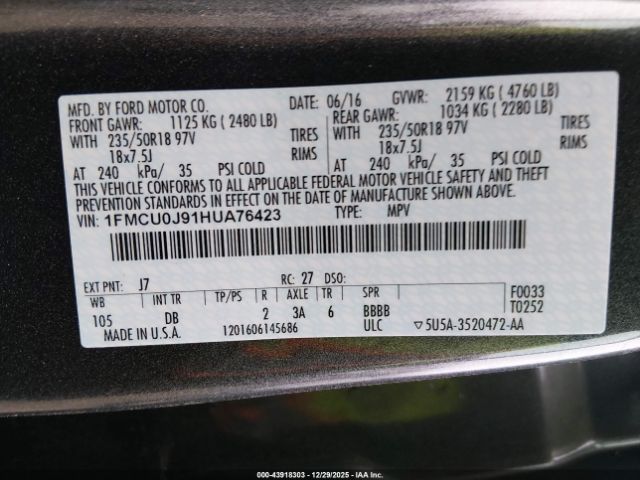 MFD. BY FORD MOTOR CO. DATE: 06/16 GVWR: 2159 KG ( 4760 LB)
FRONT GAWR: 1125 KG ( 2480 LB) REAR GAWR: 1034 KG ( 2280 LB)
WITH 235/50R18 97V TIRES WITH 235/50R18 97V TIRES
18x7.5J RIMS 18x7.5J RIMS
AT 240 kPa/ 35 PSI COLD AT 240 kPa/ 35 PSI COLD
THIS VEHICLE CONFORMS TO ALL APPLICABLE FEDERAL MOTOR VEHICLE SAFETY AND THEFT
PREVENTION STANDARDS IN EFFECT ON THE DATE OF MANUFACTURE SHOWN ABOVE.
VIN: 1FMCU0J91HUA76423 TYPE: MPV
EXT PNT: J7 RC: 27 DSO: F0033
WB INT TR TP/PS R AXLE TR SPR T0252
105 DB 2 3A 6 BBBB
MADE IN U.S.A. 1201606145686 ULC ▽5U5A-3520472-AA
000-43918303 - 12/29/2025 - IAAI